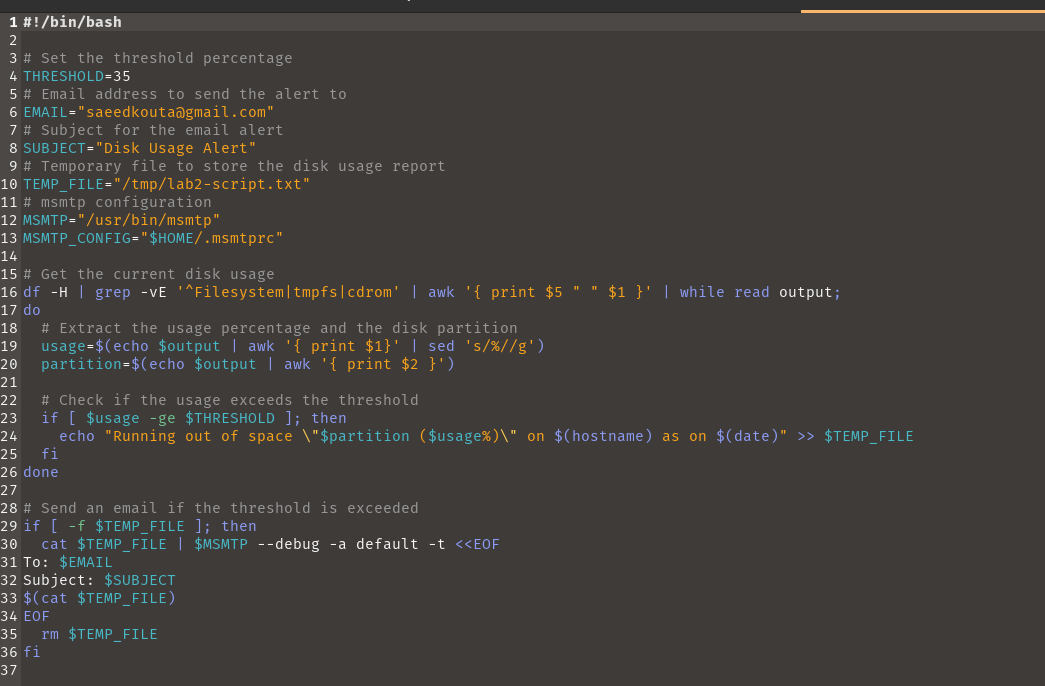 1 #!/bin/bash
2
3 # Set the threshold percentage
4 THRESHOLD=35
5 # Email address to send the alert to
6 EMAIL="saeedkouta@gmail.com"
7 # Subject for the email alert
8 SUBJECT="Disk Usage Alert"
9 # Temporary file to store the disk usage report
10 TEMP_FILE="/tmp/lab2-script.txt"
11 # msmtp configuration
12 MSMTP="/usr/bin/msmtp"
13 MSMTP_CONFIG="$HOME/.msmtprc"
14
15 # Get the current disk usage
16 df -H | grep -vE '^Filesystem|tmpfs|cdrom' | awk '{ print $5 " " $1 }' | while read output;
17 do
18   # Extract the usage percentage and the disk partition
19   usage=$(echo $output | awk '{ print $1}' | sed 's/%//g')
20   partition=$(echo $output | awk '{ print $2 }')
21
22   # Check if the usage exceeds the threshold
23   if [ $usage -ge $THRESHOLD ]; then
24     echo "Running out of space \"$partition ($usage%)\" on $(hostname) as on $(date)" >> $TEMP_FILE
25   fi
26 done
27
28 # Send an email if the threshold is exceeded
29 if [ -f $TEMP_FILE ]; then
30   cat $TEMP_FILE | $MSMTP --debug -a default -t <<EOF
31 To: $EMAIL
32 Subject: $SUBJECT
33 $(cat $TEMP_FILE)
34 EOF
35   rm $TEMP_FILE
36 fi
37